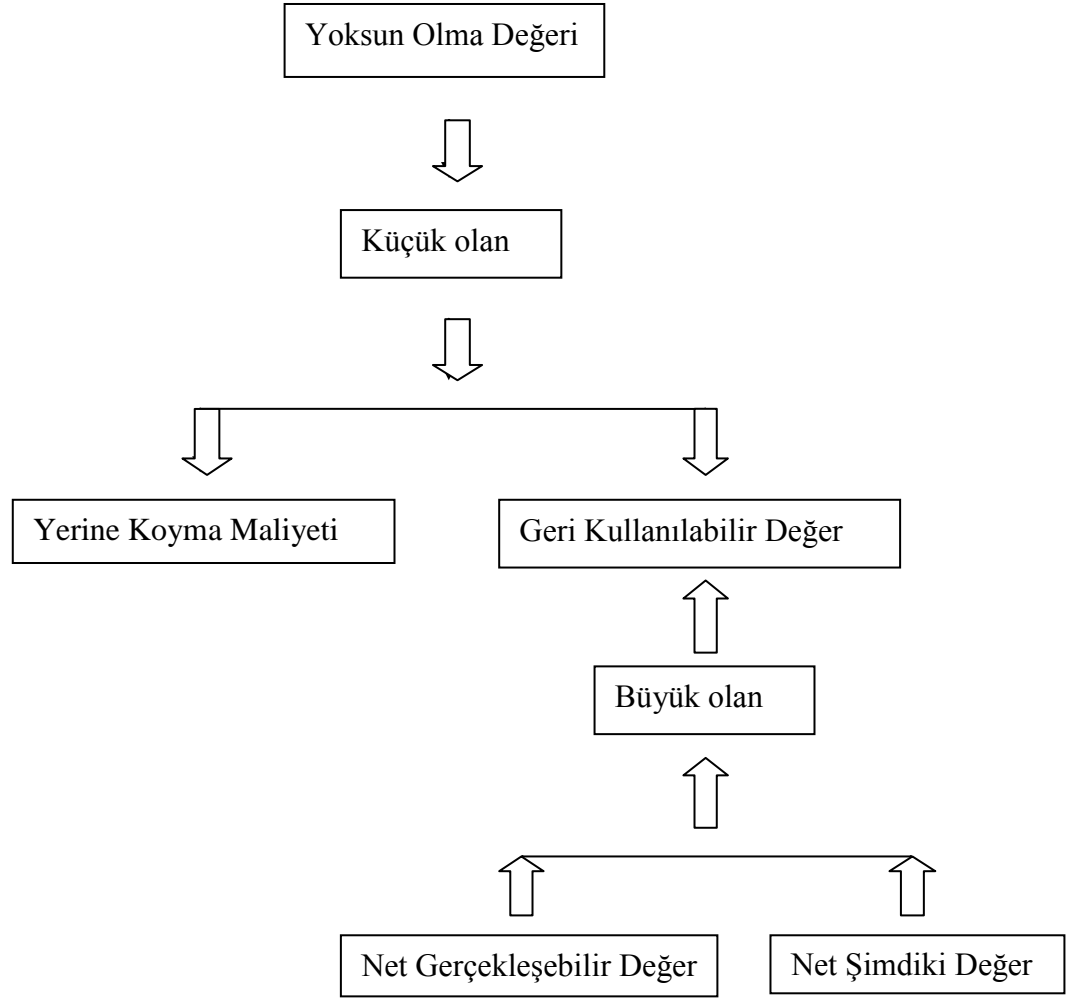 Yoksun Olma Değeri
Küçük olan
Yerine Koyma Maliyeti
Geri Kullanılabilir Değer
Büyük olan
Net Gerçekleşebilir Değer
Net Şimdiki Değer